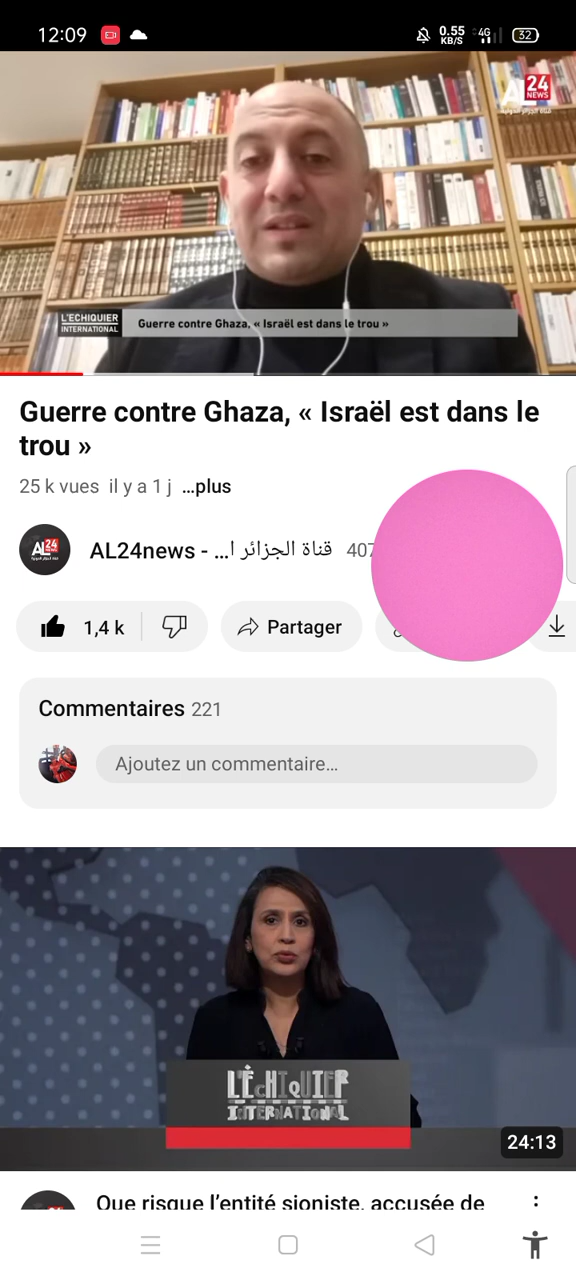 12:09
0.55
KB/S
4G
32
24
NEWS
L'ECHIQUIER
INTERNATIONAL
Guerre contre Ghaza, « Israël est dans le trou »
Guerre contre Ghaza, « Israël est dans le
trou »
25 k vues il y a 1 j ...plus
AL24news - ...قناة الجزائر ا 407
1,4 k
Partager
Commentaires 221
Ajoutez un commentaire...
L'ÉCHIQUIER
INTERNATIONAL
24:13
Que risque l'entité sioniste, accusée de